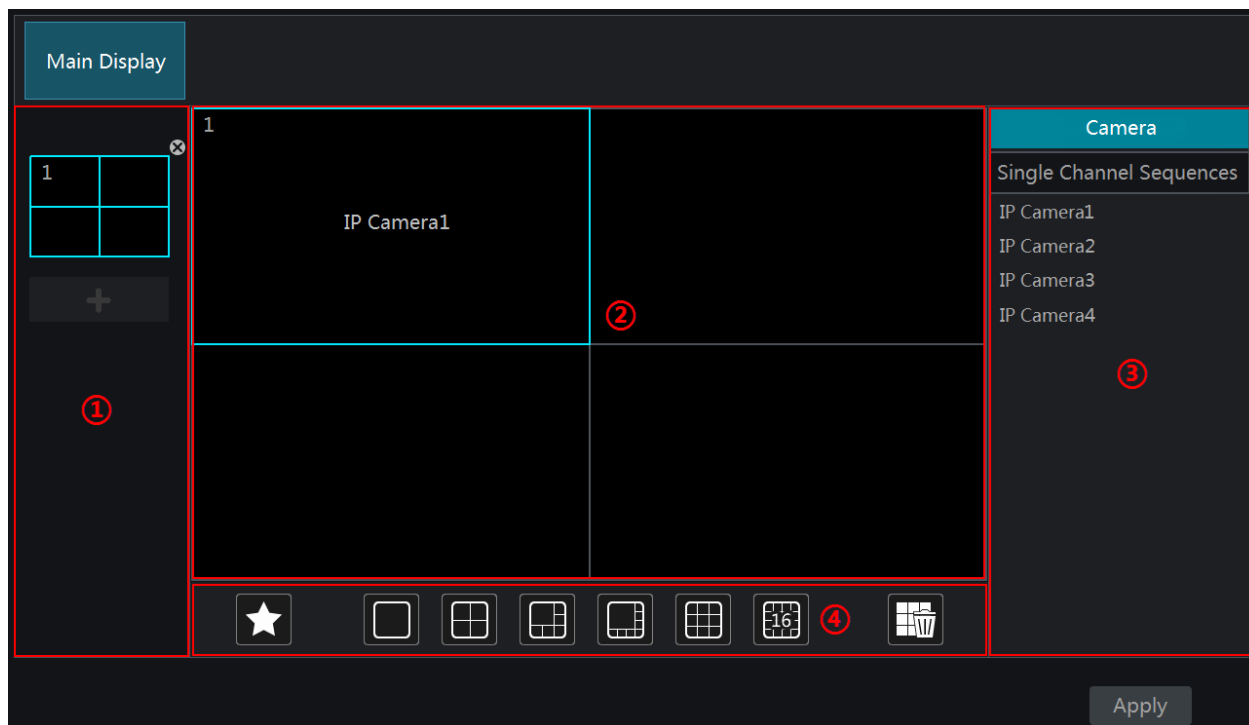 Main Display
1
1
IP Camera1
②
①
Camera
Single Channel Sequences
IP Camera1
IP Camera2
IP Camera3
IP Camera4
③
16
④
Apply